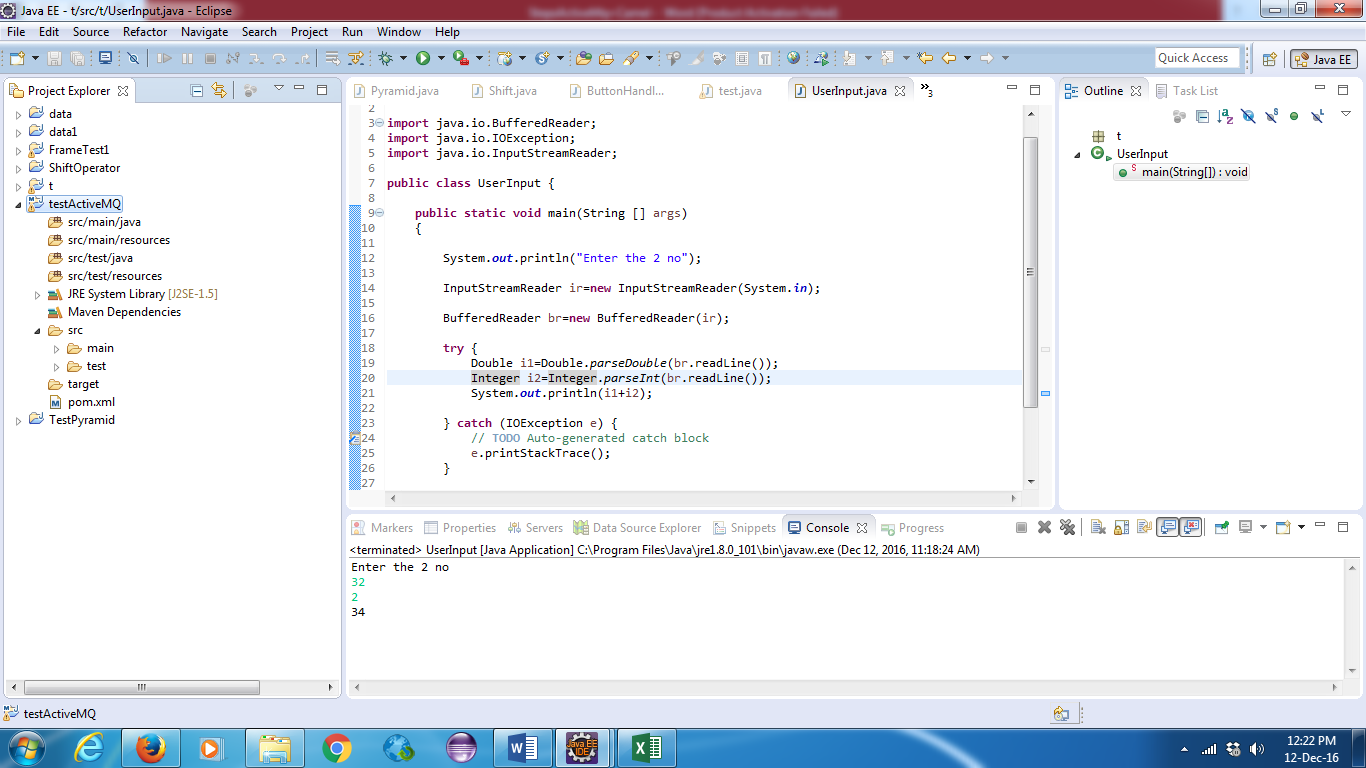 Java EE - t/src/t/UserInput.java - Eclipse
File Edit Source Refactor Navigate Search Project Run Window Help
Quick Access
Java EE
Project Explorer
data
data1
FrameTest1
ShiftOperator
t
testActiveMQ
src/main/java
src/main/resources
src/test/java
src/test/resources
JRE System Library [J2SE-1.5]
Maven Dependencies
src
main
test
target
pom.xml
TestPyramid
Pyramid.java Shift.java ButtonHandl... test.java UserInput.java »3
2
3 import java.io.BufferedReader;
4 import java.io.IOException;
5 import java.io.InputStreamReader;
6
7 public class UserInput {
8
9 public static void main(String [] args)
10 {
11
12 System.out.println("Enter the 2 no");
13
14 InputStreamReader ir=new InputStreamReader(System.in);
15
16 BufferedReader br=new BufferedReader(ir);
17
18 try {
19 Double i1=Double.parseDouble(br.readLine());
20 Integer i2=Integer.parseInt(br.readLine());
21 System.out.println(i1+i2);
22
23 } catch (IOException e) {
24 // TODO Auto-generated catch block
25 e.printStackTrace();
26 }
27
Outline Task List
t
UserInput
main(String[]) : void
Markers Properties Servers Data Source Explorer Snippets Console Progress
<terminated> UserInput [Java Application] C:\Program Files\Java\jre1.8.0_101\bin\javaw.exe (Dec 12, 2016, 11:18:24 AM)
Enter the 2 no
32
2
34
testActiveMQ
12:22 PM
12-Dec-16